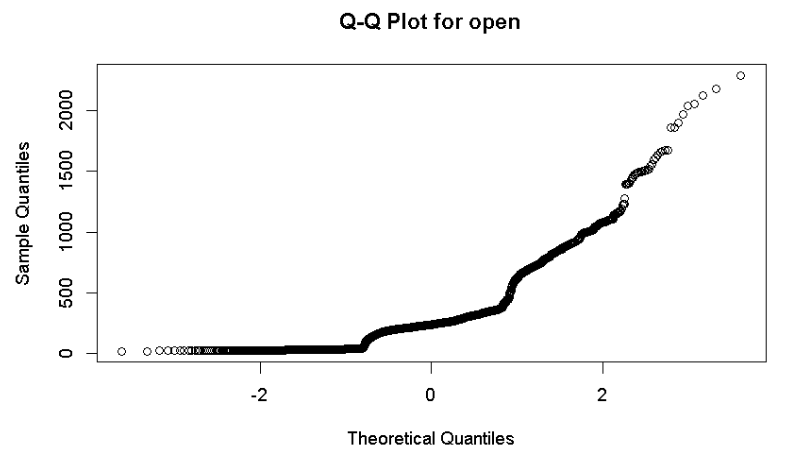 Q-Q Plot for open
Sample Quantiles
2000
1500
1000
500
0
-2 0 2
Theoretical Quantiles